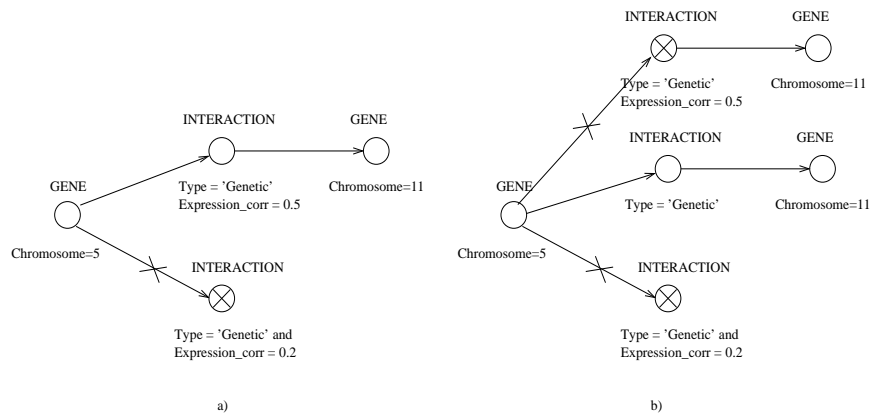 INTERACTION
GENE
Type = 'Genetic'
Expression_corr = 0.5
Chromosome=11
GENE
Chromosome=5
INTERACTION
Type = 'Genetic' and
Expression_corr = 0.2
a)
INTERACTION
GENE
Type = 'Genetic'
Expression_corr = 0.5
Chromosome=11
INTERACTION
GENE
Type = 'Genetic'
Chromosome=11
GENE
Chromosome=5
INTERACTION
Type = 'Genetic' and
Expression_corr = 0.2
b)